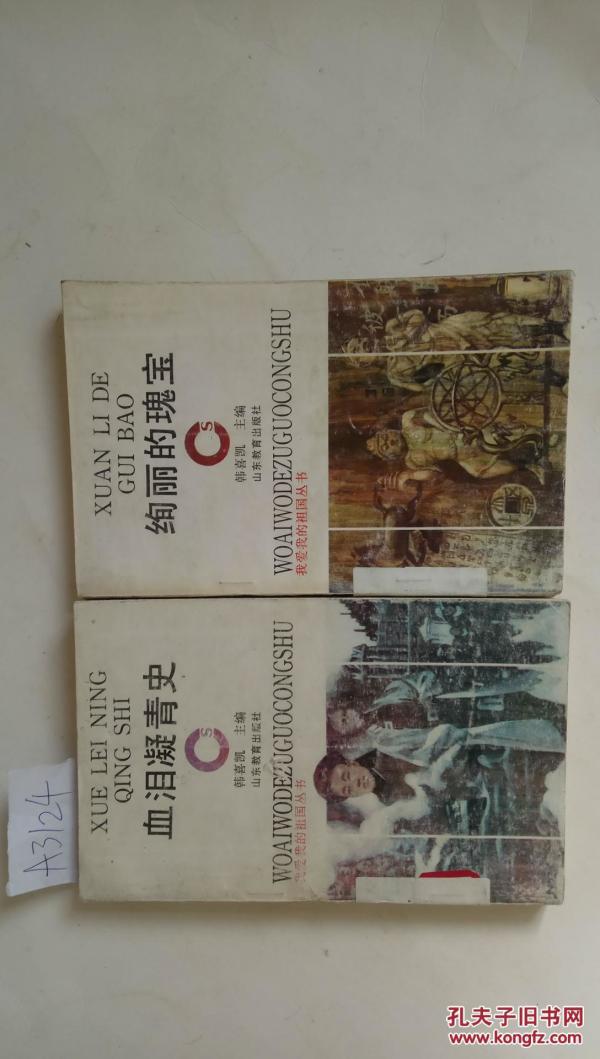 XUAN LI DE
GUI BAO
绚丽的瑰宝
CS
韩喜凯 主编
山东教育出版社
WOAIWODEZUGUOCONGSHU
我爱我的祖国丛书
XUE LEI NING
QING SHI
血泪凝青史
CS
韩喜凯 主编
山东教育出版社
WOAIWODEZUGUOCONGSHU
我爱我的祖国丛书
A3124
孔夫子旧书网
www.kongfz.com